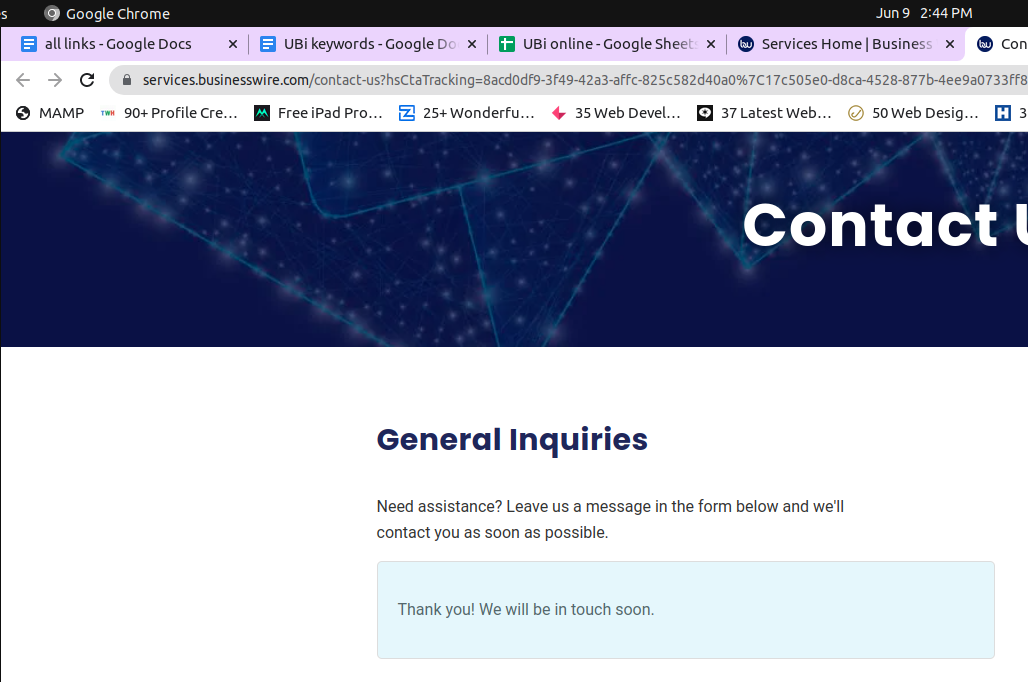 s Google Chrome Jun 9 2:44 PM
all links - Google Docs UBi keywords - Google Do UBi online - Google Sheets Services Home | Business Con
services.businesswire.com/contact-us?hsCtaTracking=8acd0df9-3f49-42a3-affc-825c582d40a0%7C17c505e0-d8ca-4528-877b-4ee9a0733ff8
MAMP TWH 90+ Profile Cre... Free iPad Pro... 25+ Wonderfu... 35 Web Devel... 37 Latest Web... 50 Web Desig... H 3
Contact U
General Inquiries
Need assistance? Leave us a message in the form below and we'll
contact you as soon as possible.
Thank you! We will be in touch soon.